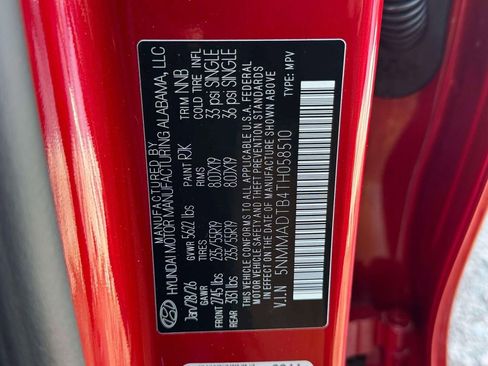 MANUFACTURED BY
HYUNDAI MOTOR MANUFACTURING ALABAMA, LLC
Jan/28/26 GVWR 5622 lbs PAINT RJK TRIM NNB
GAWR TIRES RIMS COLD TIRE INFL
FRONT 2745 lbs 235/55R19 8.0JX19 33 psi SINGLE
REAR 3131 lbs 235/55R19 8.0JX19 36 psi SINGLE
THIS VEHICLE CONFORMS TO ALL APPLICABLE U.S.A. FEDERAL
MOTOR VEHICLE SAFETY AND THEFT PREVENTION STANDARDS
IN EFFECT ON THE DATE OF MANUFACTURE SHOWN ABOVE
V.I.N 5NMMADTB4TH058510 TYPE: MPV